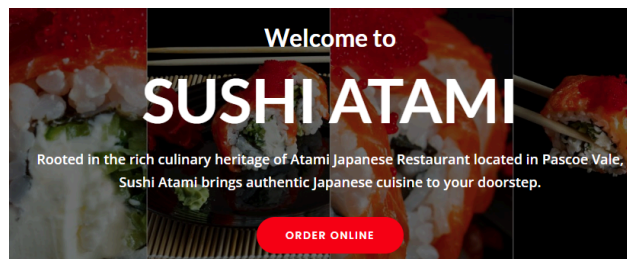 Welcome to
SUSHI ATAMI
Rooted in the rich culinary heritage of Atami Japanese Restaurant located in Pascoe Vale,
Sushi Atami brings authentic Japanese cuisine to your doorstep.
ORDER ONLINE